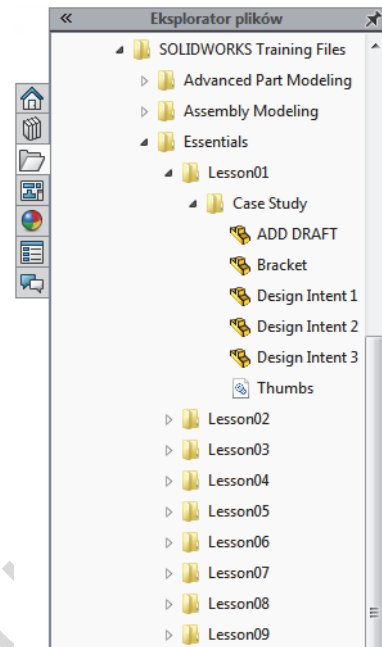 Eksplorator plików
SOLIDWORKS Training Files
Advanced Part Modeling
Assembly Modeling
Essentials
Lesson01
Case Study
ADD DRAFT
Bracket
Design Intent 1
Design Intent 2
Design Intent 3
Thumbs
Lesson02
Lesson03
Lesson04
Lesson05
Lesson06
Lesson07
Lesson08
Lesson09